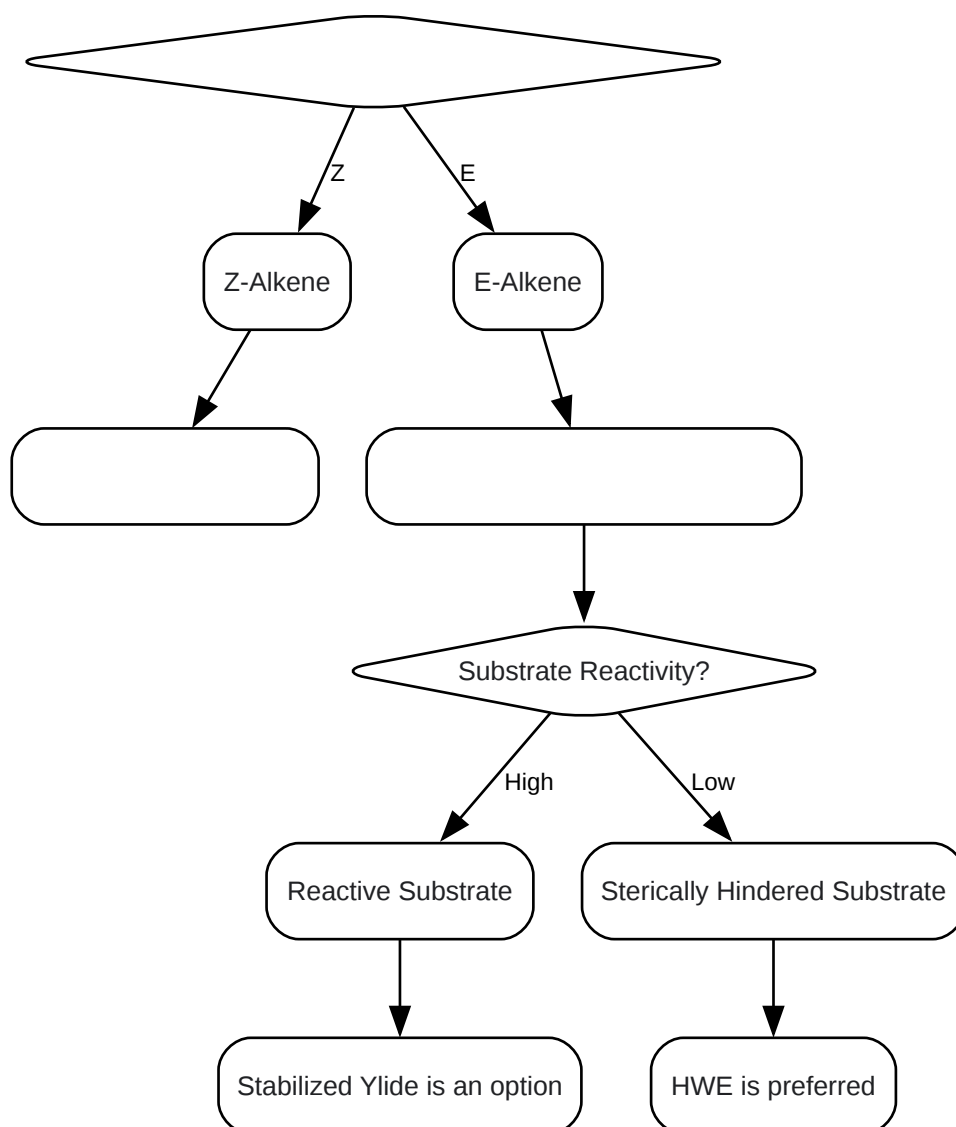 Z
E
Z-Alkene
E-Alkene
Substrate Reactivity?
High
Low
Reactive Substrate
Sterically Hindered Substrate
Stabilized Ylide is an option
HWE is preferred